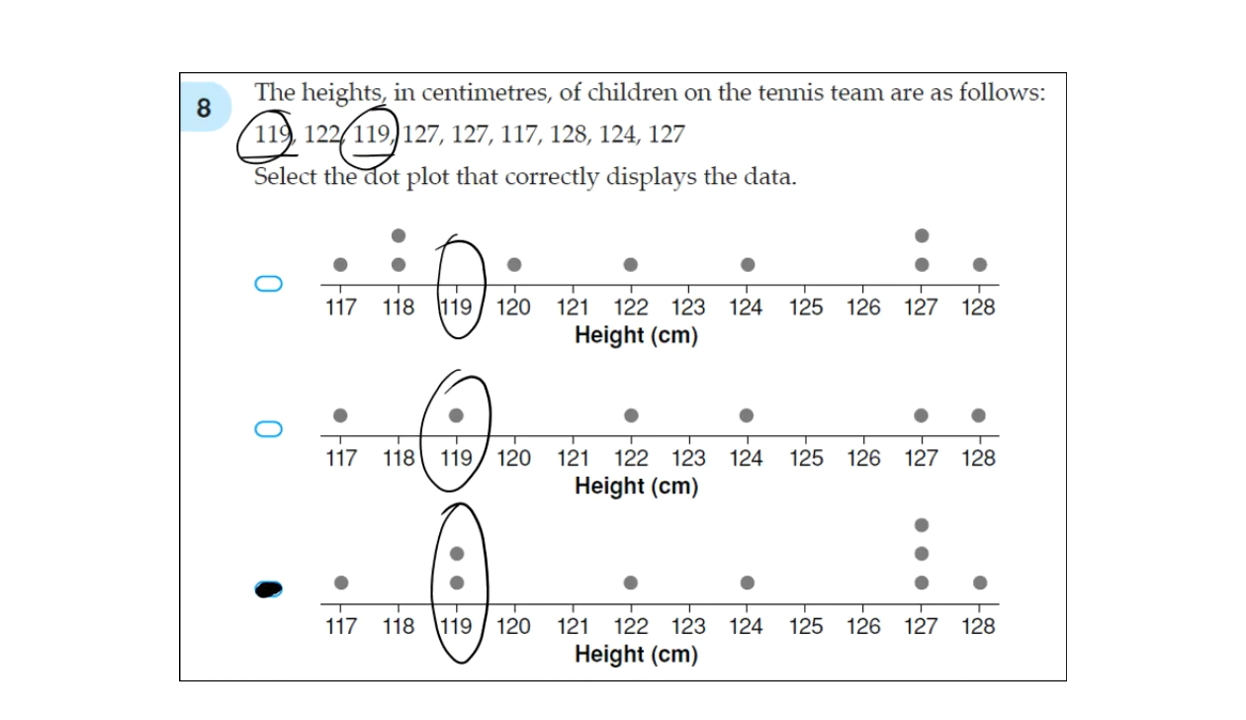 8
The heights, in centimetres, of children on the tennis team are as follows:
119, 122, 119, 127, 127, 117, 128, 124, 127
Select the dot plot that correctly displays the data.
117 118 119 120 121 122 123 124 125 126 127 128
Height (cm)
117 118 119 120 121 122 123 124 125 126 127 128
Height (cm)
117 118 119 120 121 122 123 124 125 126 127 128
Height (cm)